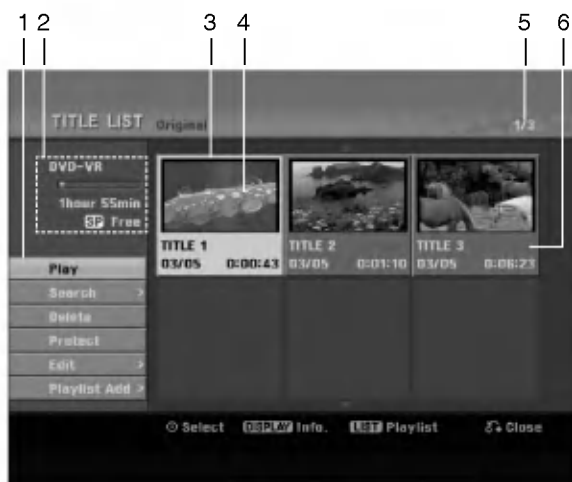 1 2 3 4 5 6
TITLE LIST Original 1/3
DVD-VR
1hour 55min
SP Free
Play
Search >
Delete
Protect
Edit >
Playlist Add >
TITLE 1
03/05 0:00:43
TITLE 2
03/05 0:01:10
TITLE 3
03/05 0:06:23
Select DISPLAY Info. LIST Playlist Close